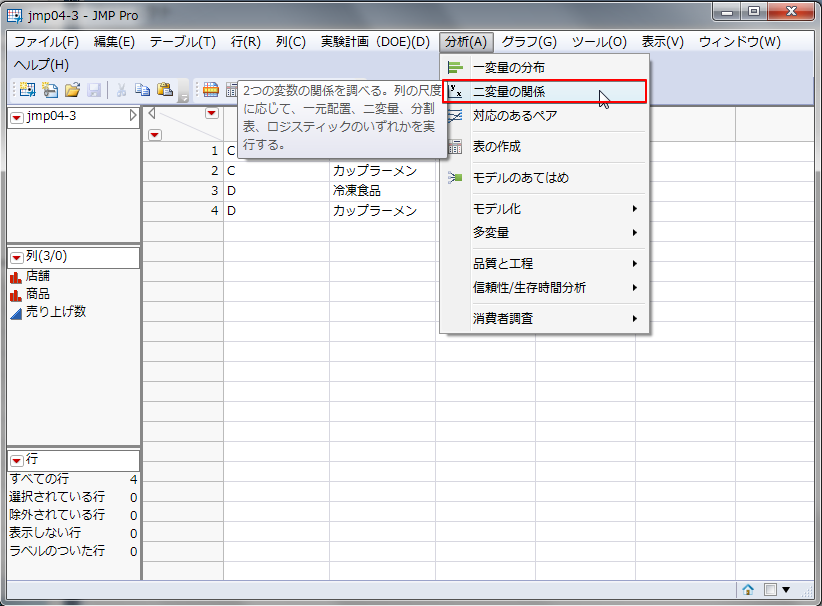 jmp04-3 - JMP Pro
ファイル(F) 編集(E) テーブル(T) 行(R) 列(C) 実験計画（DOE)(D) 分析(A) グラフ(G) ツール(O) 表示(V) ウィンドウ(W)
ヘルプ(H)
一変量の分布
二変量の関係
対応のあるペア
表の作成
モデルのあてはめ
モデル化
多変量
品質と工程
信頼性/生存時間分析
消費者調査
2つの変数の関係を調べる。列の尺度
に応じて、一元配置、二変量、分割
表、ロジスティックのいずれかを実
行する。
jmp04-3
1 C
2 C カップラーメン
3 D 冷凍食品
4 D カップラーメン
列(3/0)
店舗
商品
売り上げ数
行
すべての行 4
選択されている行 0
除外されている行 0
表示しない行 0
ラベルのついた行 0